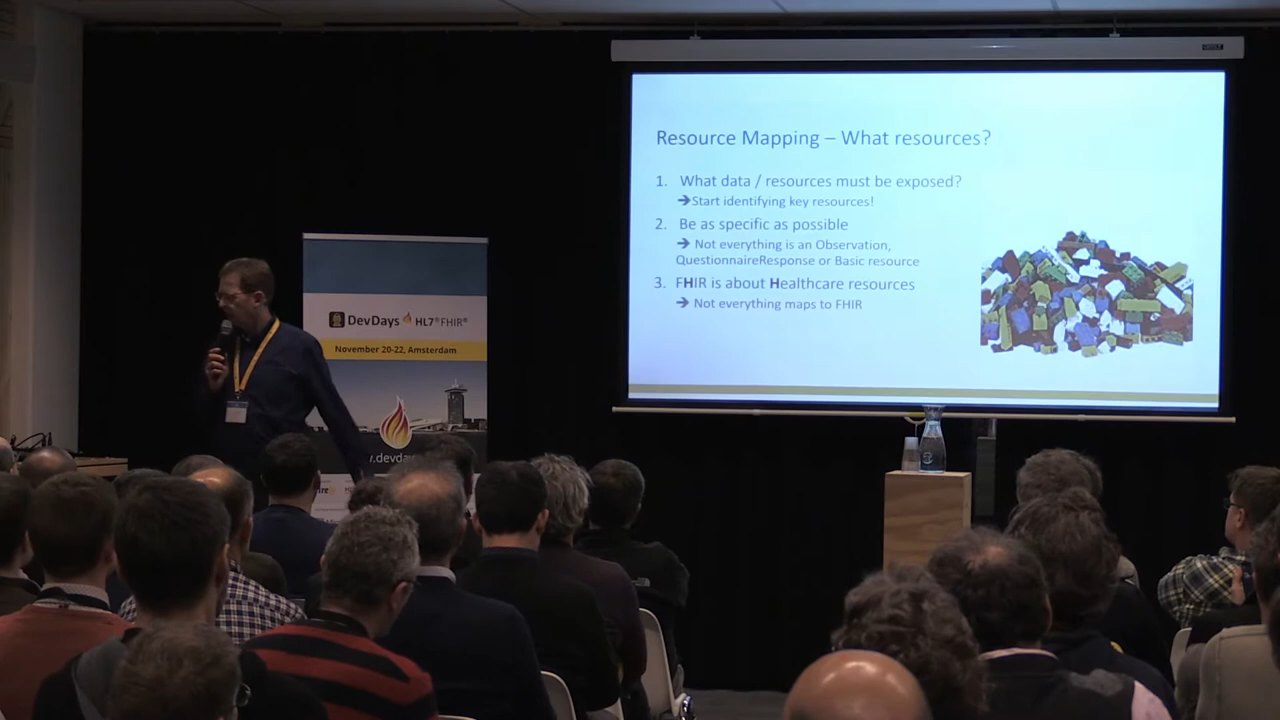 Resource Mapping – What resources?
1. What data / resources must be exposed?
➔Start identifying key resources!
2. Be as specific as possible
➔ Not everything is an Observation,
QuestionnaireResponse or Basic resource
3. FHIR is about Healthcare resources
➔ Not everything maps to FHIR
DevDays HL7® FHIR®
November 20-22, Amsterdam
.devda